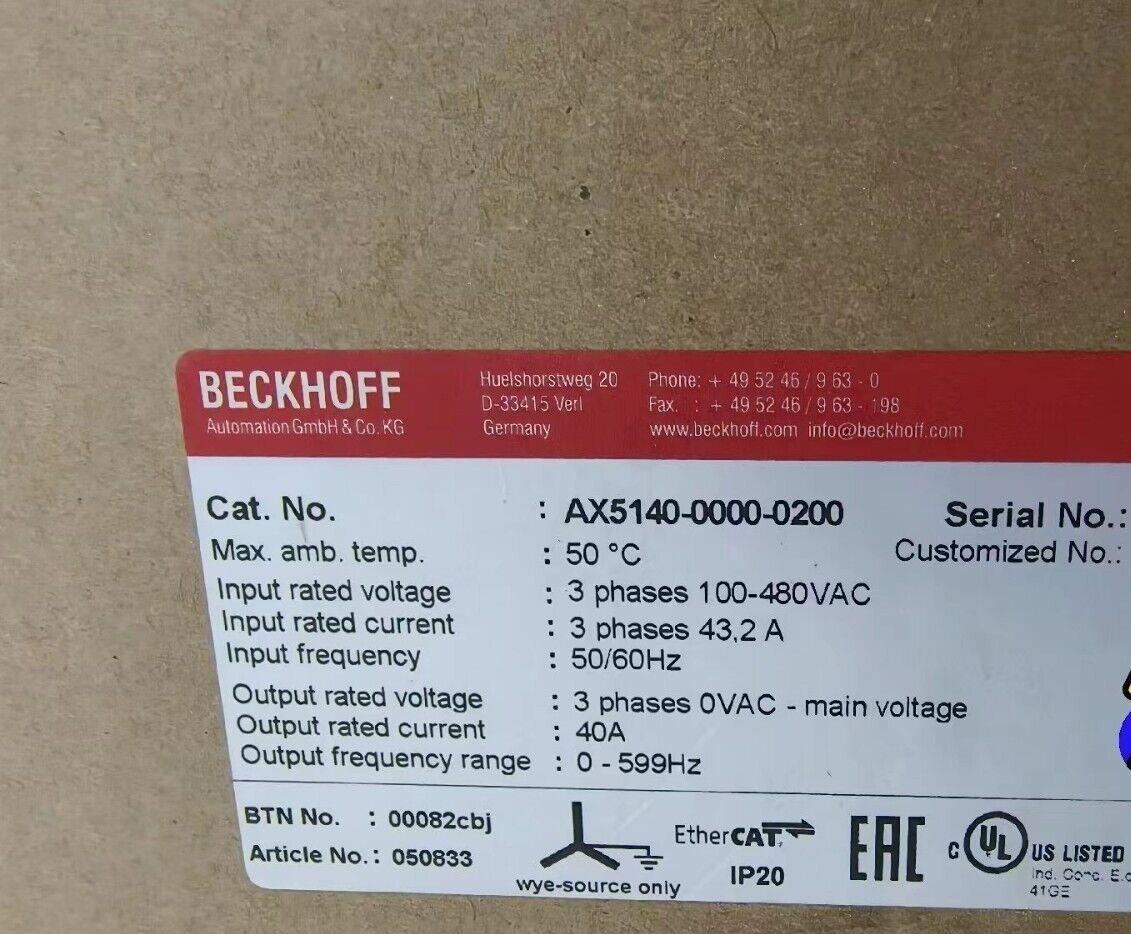 BECKHOFF
Automation GmbH & Co. KG
Huelshorstweg 20
D-33415 Verl
Germany
Phone: + 49 52 46 / 9 63 - 0
Fax. : + 49 52 46 / 9 63 - 198
www.beckhoff.com info@beckhoff.com
Cat. No. : AX5140-0000-0200
Serial No.:
Max. amb. temp. : 50 °C
Customized No.:
Input rated voltage : 3 phases 100-480VAC
Input rated current : 3 phases 43,2 A
Input frequency : 50/60Hz
Output rated voltage : 3 phases 0VAC - main voltage
Output rated current : 40A
Output frequency range : 0 - 599Hz
BTN No. : 00082cbj
Article No.: 050833
wye-source only
EtherCAT
IP20
EAC
C UL US LISTED
Ind.
41GE